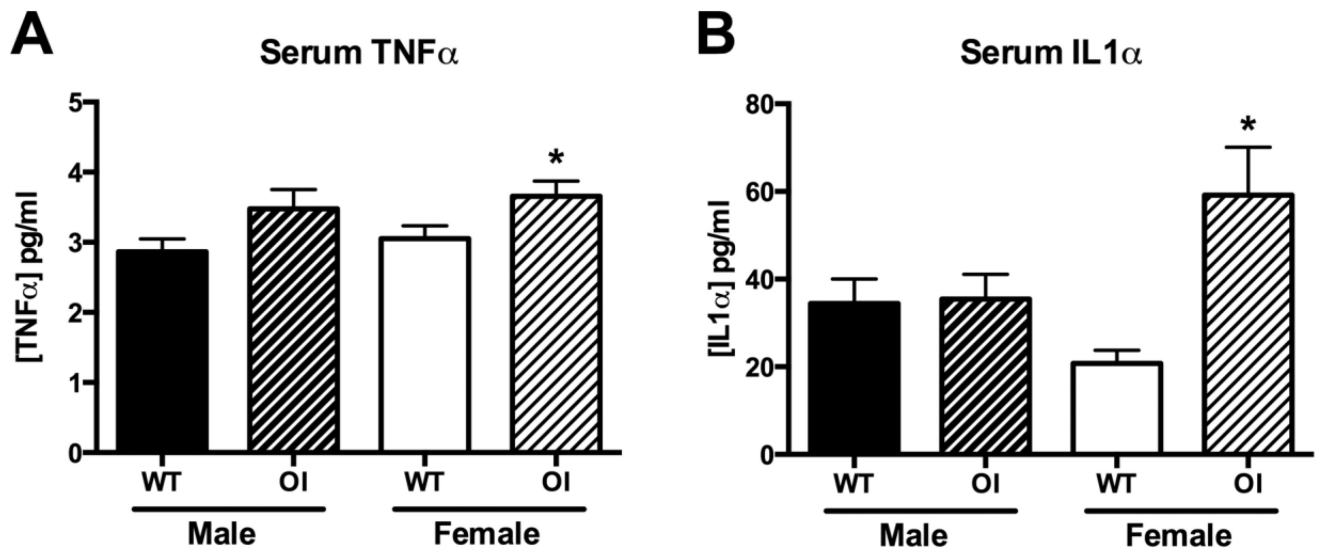 A
Serum TNFα
[TNFα] pg/ml
5
4
3
2
1
0
*
WT
OI
WT
OI
Male
Female
B
Serum IL1α
[IL1α] pg/ml
80
60
40
20
0
*
WT
OI
WT
OI
Male
Female